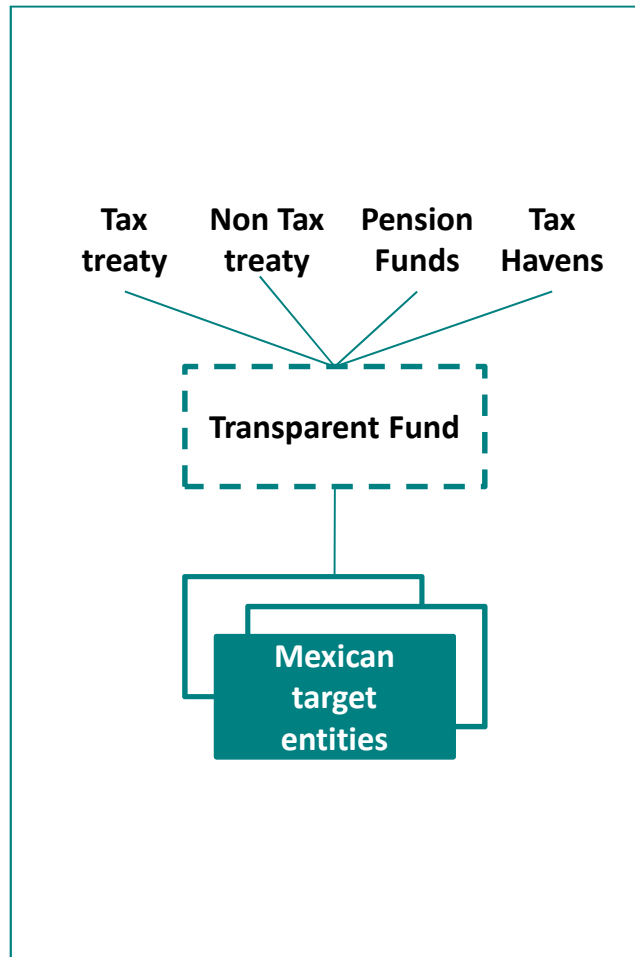 Tax
treaty
Non Tax
treaty
Pension
Funds
Tax
Havens
Transparent Fund
Mexican
target
entities